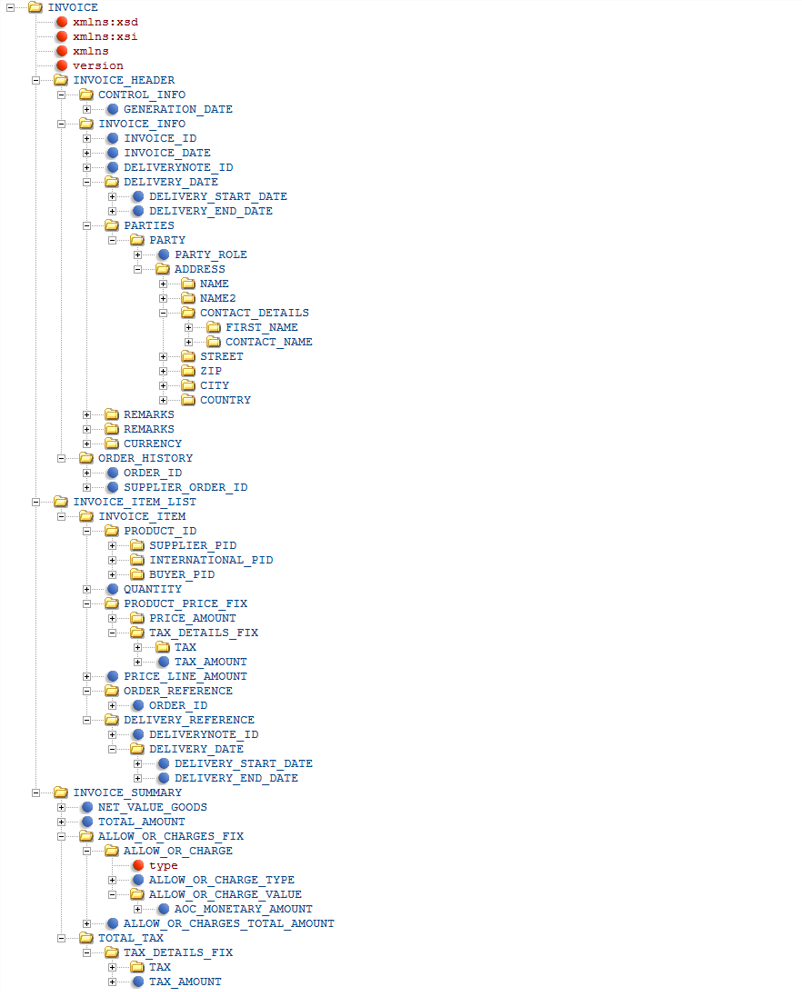 INVOICE
xmlns:xsd
xmlns:xsi
xmlns
version
INVOICE_HEADER
CONTROL_INFO
GENERATION_DATE
INVOICE_INFO
INVOICE_ID
INVOICE_DATE
DELIVERYNOTE_ID
DELIVERY_DATE
DELIVERY_START_DATE
DELIVERY_END_DATE
PARTIES
PARTY
PARTY_ROLE
ADDRESS
NAME
NAME2
CONTACT_DETAILS
FIRST_NAME
CONTACT_NAME
STREET
ZIP
CITY
COUNTRY
REMARKS
REMARKS
CURRENCY
ORDER_HISTORY
ORDER_ID
SUPPLIER_ORDER_ID
INVOICE_ITEM_LIST
INVOICE_ITEM
PRODUCT_ID
SUPPLIER_PID
INTERNATIONAL_PID
BUYER_PID
QUANTITY
PRODUCT_PRICE_FIX
PRICE_AMOUNT
TAX_DETAILS_FIX
TAX
TAX_AMOUNT
PRICE_LINE_AMOUNT
ORDER_REFERENCE
ORDER_ID
DELIVERY_REFERENCE
DELIVERYNOTE_ID
DELIVERY_DATE
DELIVERY_START_DATE
DELIVERY_END_DATE
INVOICE_SUMMARY
NET_VALUE_GOODS
TOTAL_AMOUNT
ALLOW_OR_CHARGES_FIX
ALLOW_OR_CHARGE
type
ALLOW_OR_CHARGE_TYPE
ALLOW_OR_CHARGE_VALUE
AOC_MONETARY_AMOUNT
ALLOW_OR_CHARGES_TOTAL_AMOUNT
TOTAL_TAX
TAX_DETAILS_FIX
TAX
TAX_AMOUNT